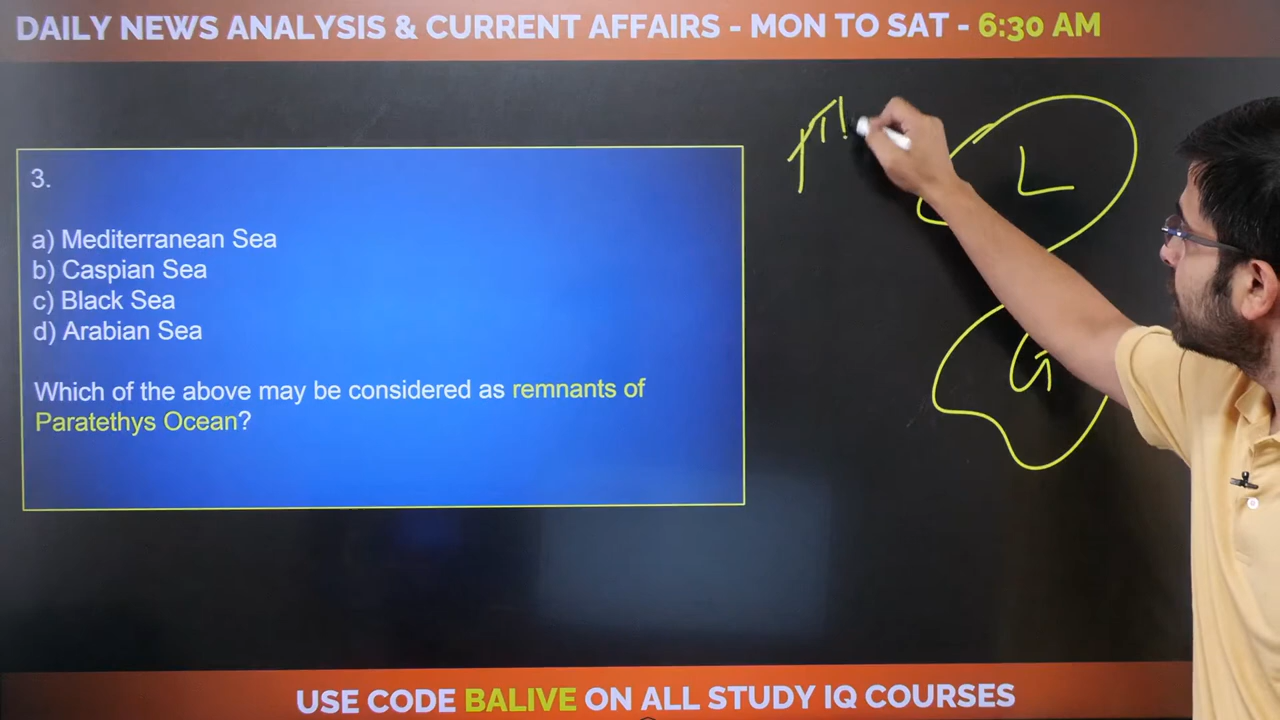 DAILY NEWS ANALYSIS & CURRENT AFFAIRS - MON TO SAT - 6:30 AM
3.
a) Mediterranean Sea
b) Caspian Sea
c) Black Sea
d) Arabian Sea
Which of the above may be considered as remnants of
Paratethys Ocean?
L
G
USE CODE BALIVE ON ALL STUDY IQ COURSES